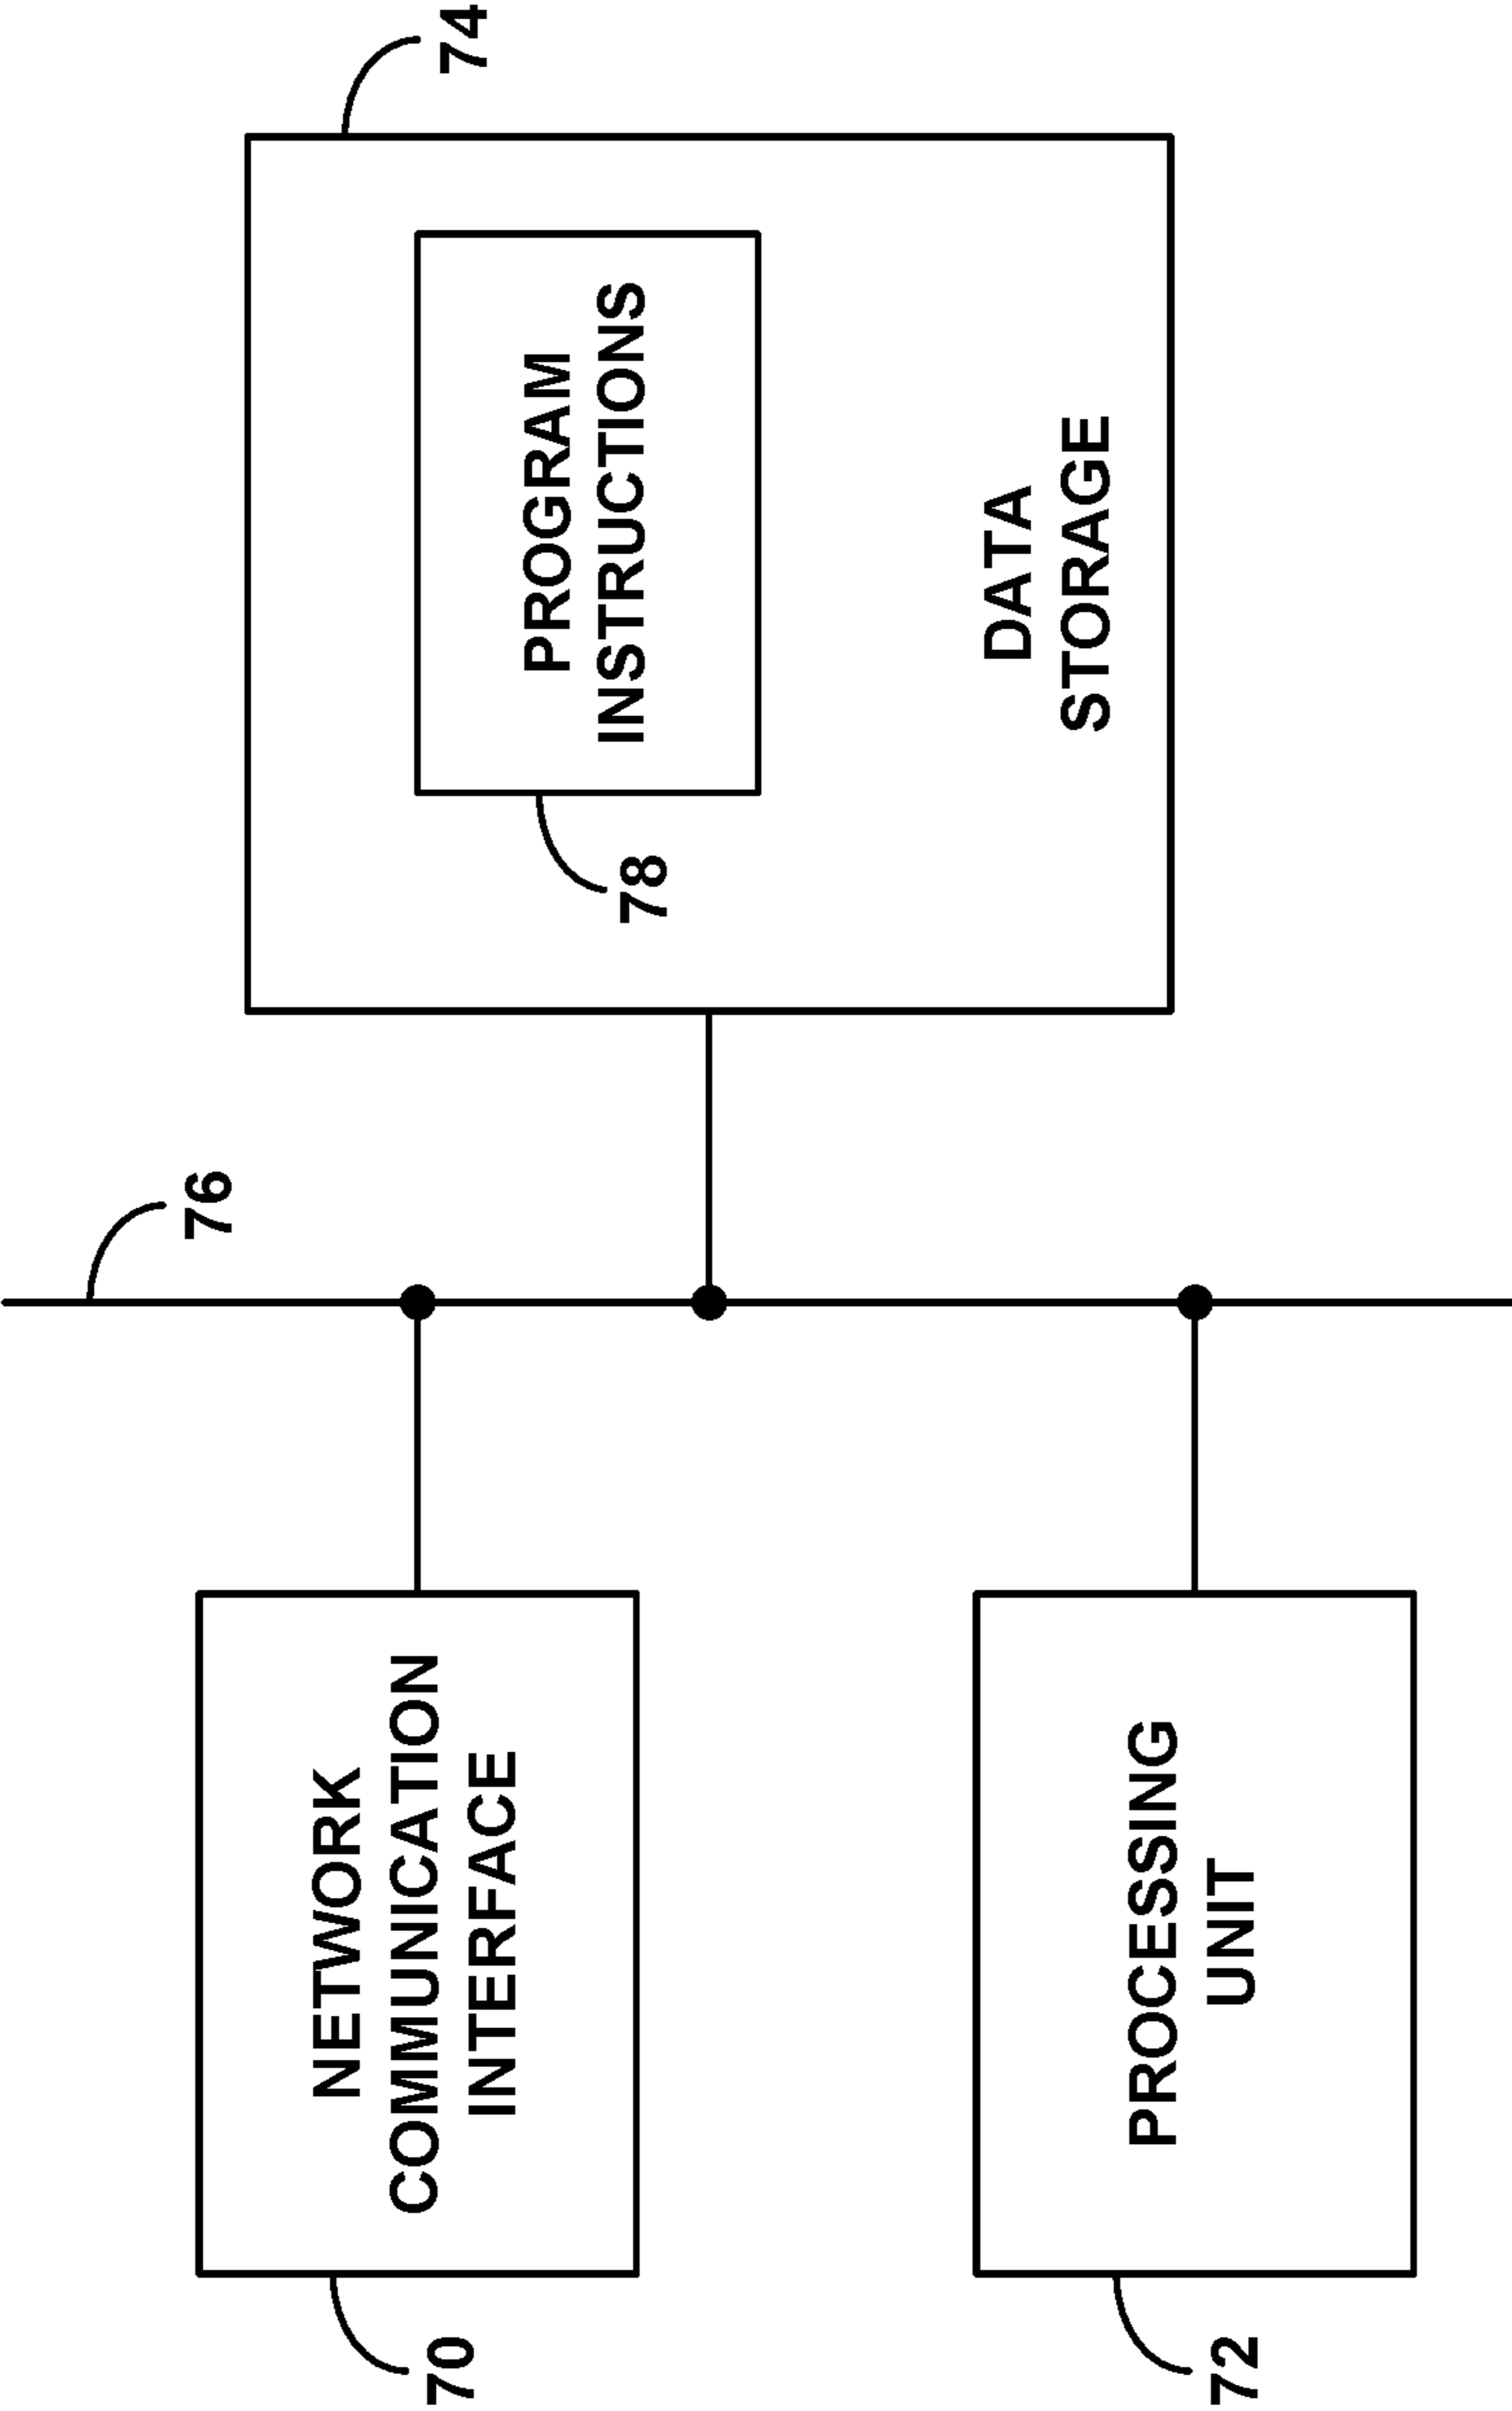 70
NETWORK
COMMUNICATION
INTERFACE
76
74
78
PROGRAM
INSTRUCTIONS
DATA
STORAGE
72
PROCESSING
UNIT